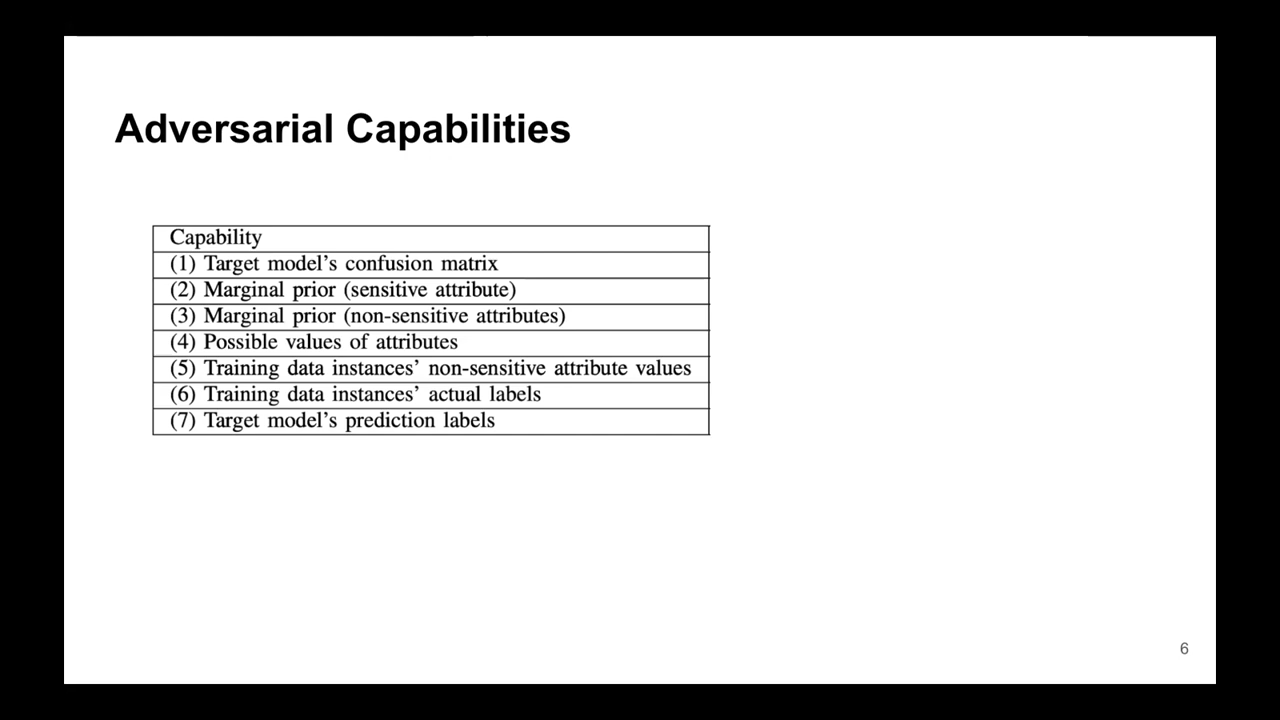 Adversarial Capabilities
Capability
(1) Target model's confusion matrix
(2) Marginal prior (sensitive attribute)
(3) Marginal prior (non-sensitive attributes)
(4) Possible values of attributes
(5) Training data instances' non-sensitive attribute values
(6) Training data instances' actual labels
(7) Target model's prediction labels
6